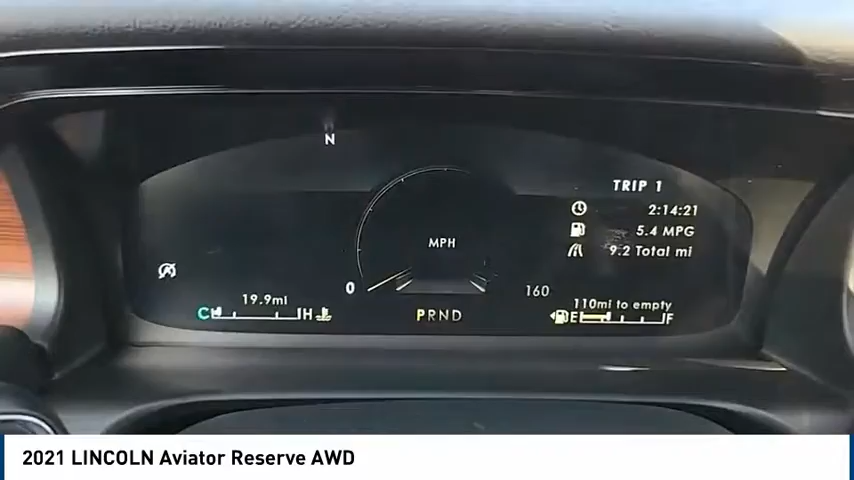 N
TRIP 1
2:14:21
5.4 MPG
9.2 Total mi
MPH
0
160
19.9mi
C H
PRND
110mi to empty
E F
2021 LINCOLN Aviator Reserve AWD